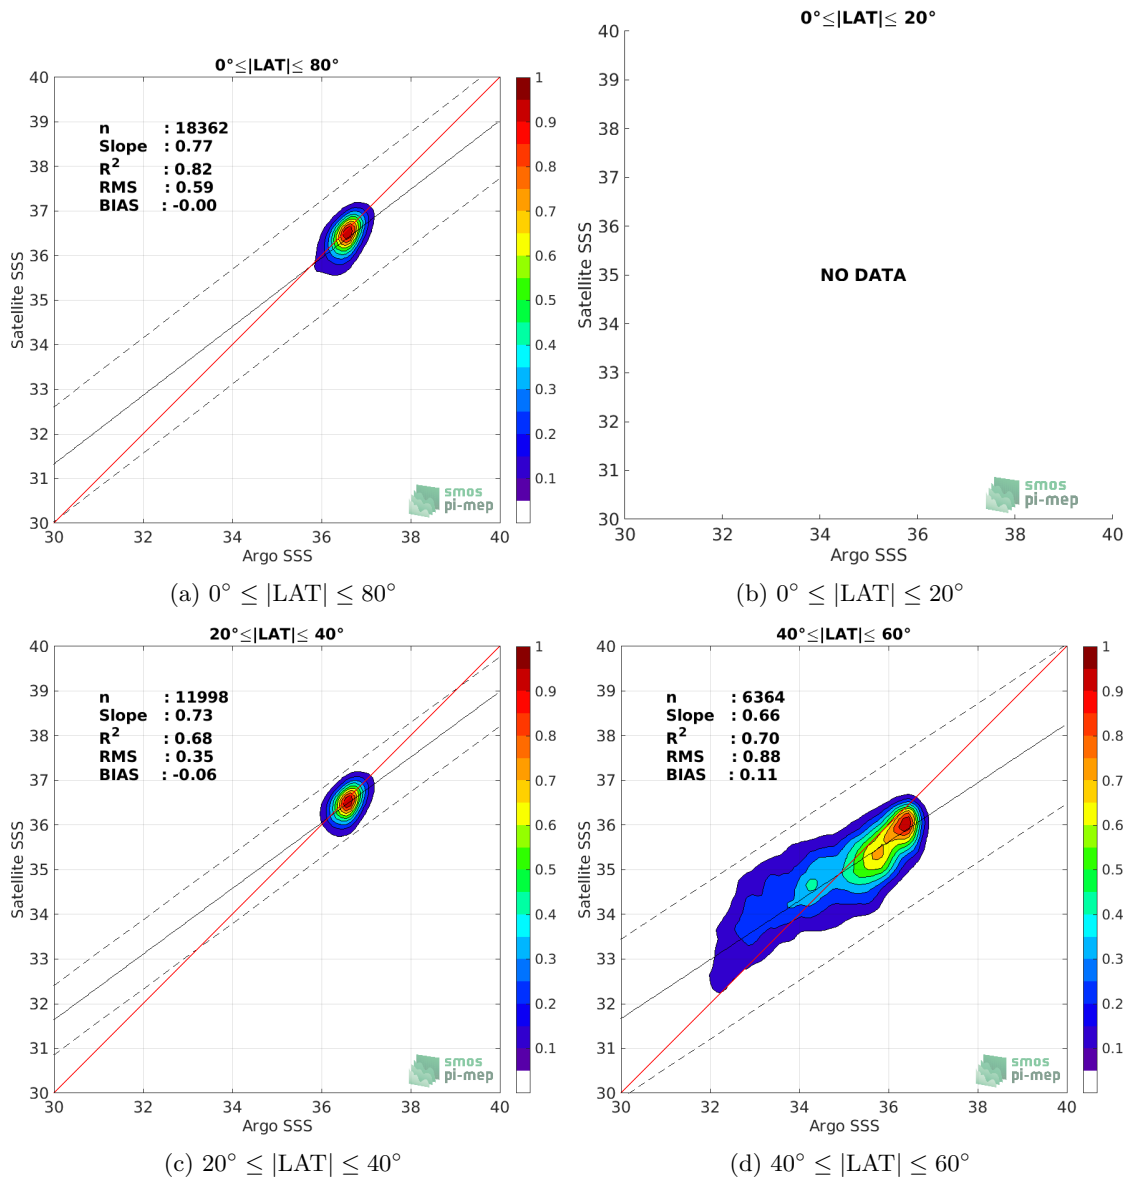 0°≤|LAT|≤ 80°
40
39
38
37
36
35
34
33
32
31
30
Satellite SSS
n : 18362
Slope : 0.77
R2 : 0.82
RMS : 0.59
BIAS : -0.00
smos
pi-mep
30 32 34 36 38 40
Argo SSS
1
0.9
0.8
0.7
0.6
0.5
0.4
0.3
0.2
0.1
(a) 0° ≤ |LAT| ≤ 80°
0°≤|LAT|≤ 20°
40
39
38
37
36
35
34
33
32
31
30
Satellite SSS
NO DATA
smos
pi-mep
30 32 34 36 38 40
Argo SSS
(b) 0° ≤ |LAT| ≤ 20°
20°≤|LAT|≤ 40°
40
39
38
37
36
35
34
33
32
31
30
Satellite SSS
n : 11998
Slope : 0.73
R2 : 0.68
RMS : 0.35
BIAS : -0.06
smos
pi-mep
30 32 34 36 38 40
Argo SSS
1
0.9
0.8
0.7
0.6
0.5
0.4
0.3
0.2
0.1
(c) 20° ≤ |LAT| ≤ 40°
40°≤|LAT|≤ 60°
40
39
38
37
36
35
34
33
32
31
30
Satellite SSS
n : 6364
Slope : 0.66
R2 : 0.70
RMS : 0.88
BIAS : 0.11
smos
pi-mep
30 32 34 36 38 40
Argo SSS
1
0.9
0.8
0.7
0.6
0.5
0.4
0.3
0.2
0.1
(d) 40° ≤ |LAT| ≤ 60°